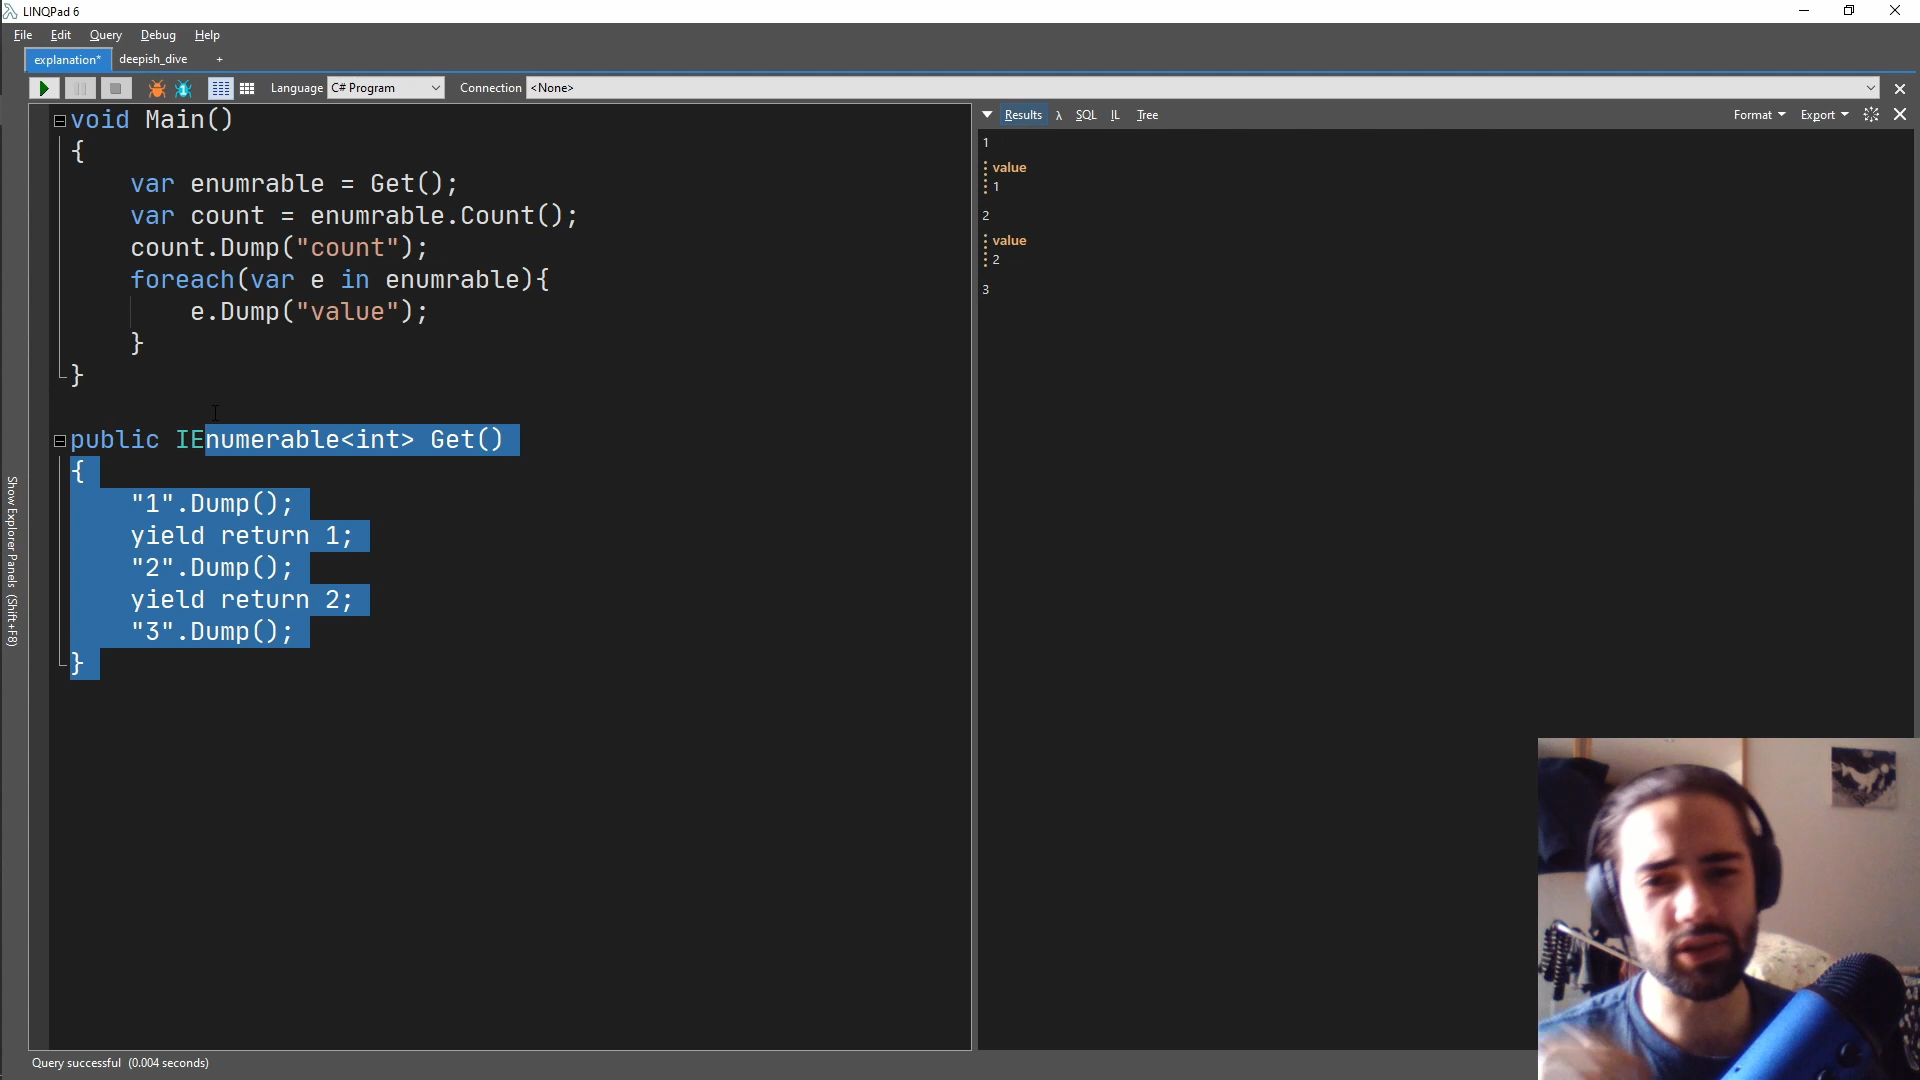 LINQPad 6
File Edit Query Debug Help
explanation* deepish_dive +
Language C# Program Connection <None>
void Main()
{
var enumrable = Get();
var count = enumrable.Count();
count.Dump("count");
foreach(var e in enumrable){
e.Dump("value");
}
}
public IEnumerable<int> Get()
{
"1".Dump();
yield return 1;
"2".Dump();
yield return 2;
"3".Dump();
}
Show Explorer Panels (Shift+F8)
Results λ SQL IL Tree Format Export
1
value
1
2
value
2
3
Query successful (0.004 seconds)